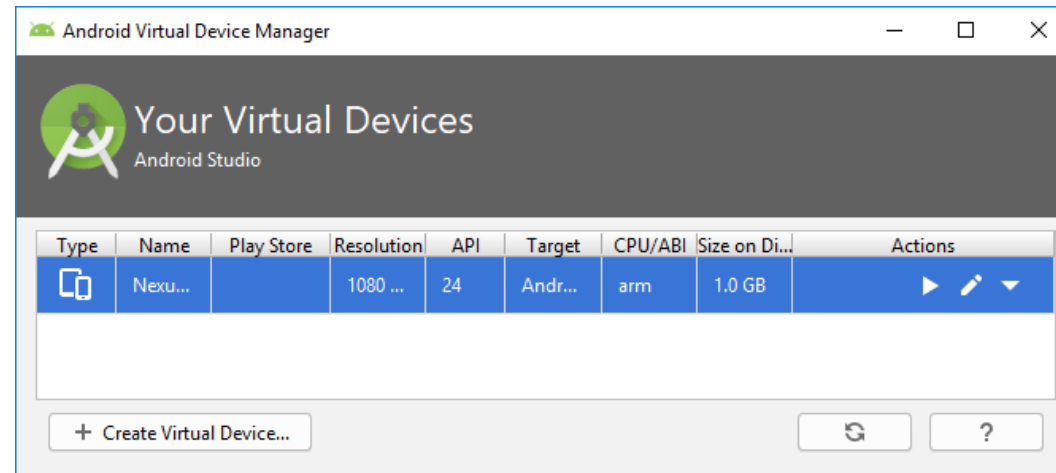 Android Virtual Device Manager
Your Virtual Devices
Android Studio
Type Name Play Store Resolution API Target CPU/ABI Size on Di... Actions
Nexu... 1080 ... 24 Andr... arm 1.0 GB
+ Create Virtual Device... ?